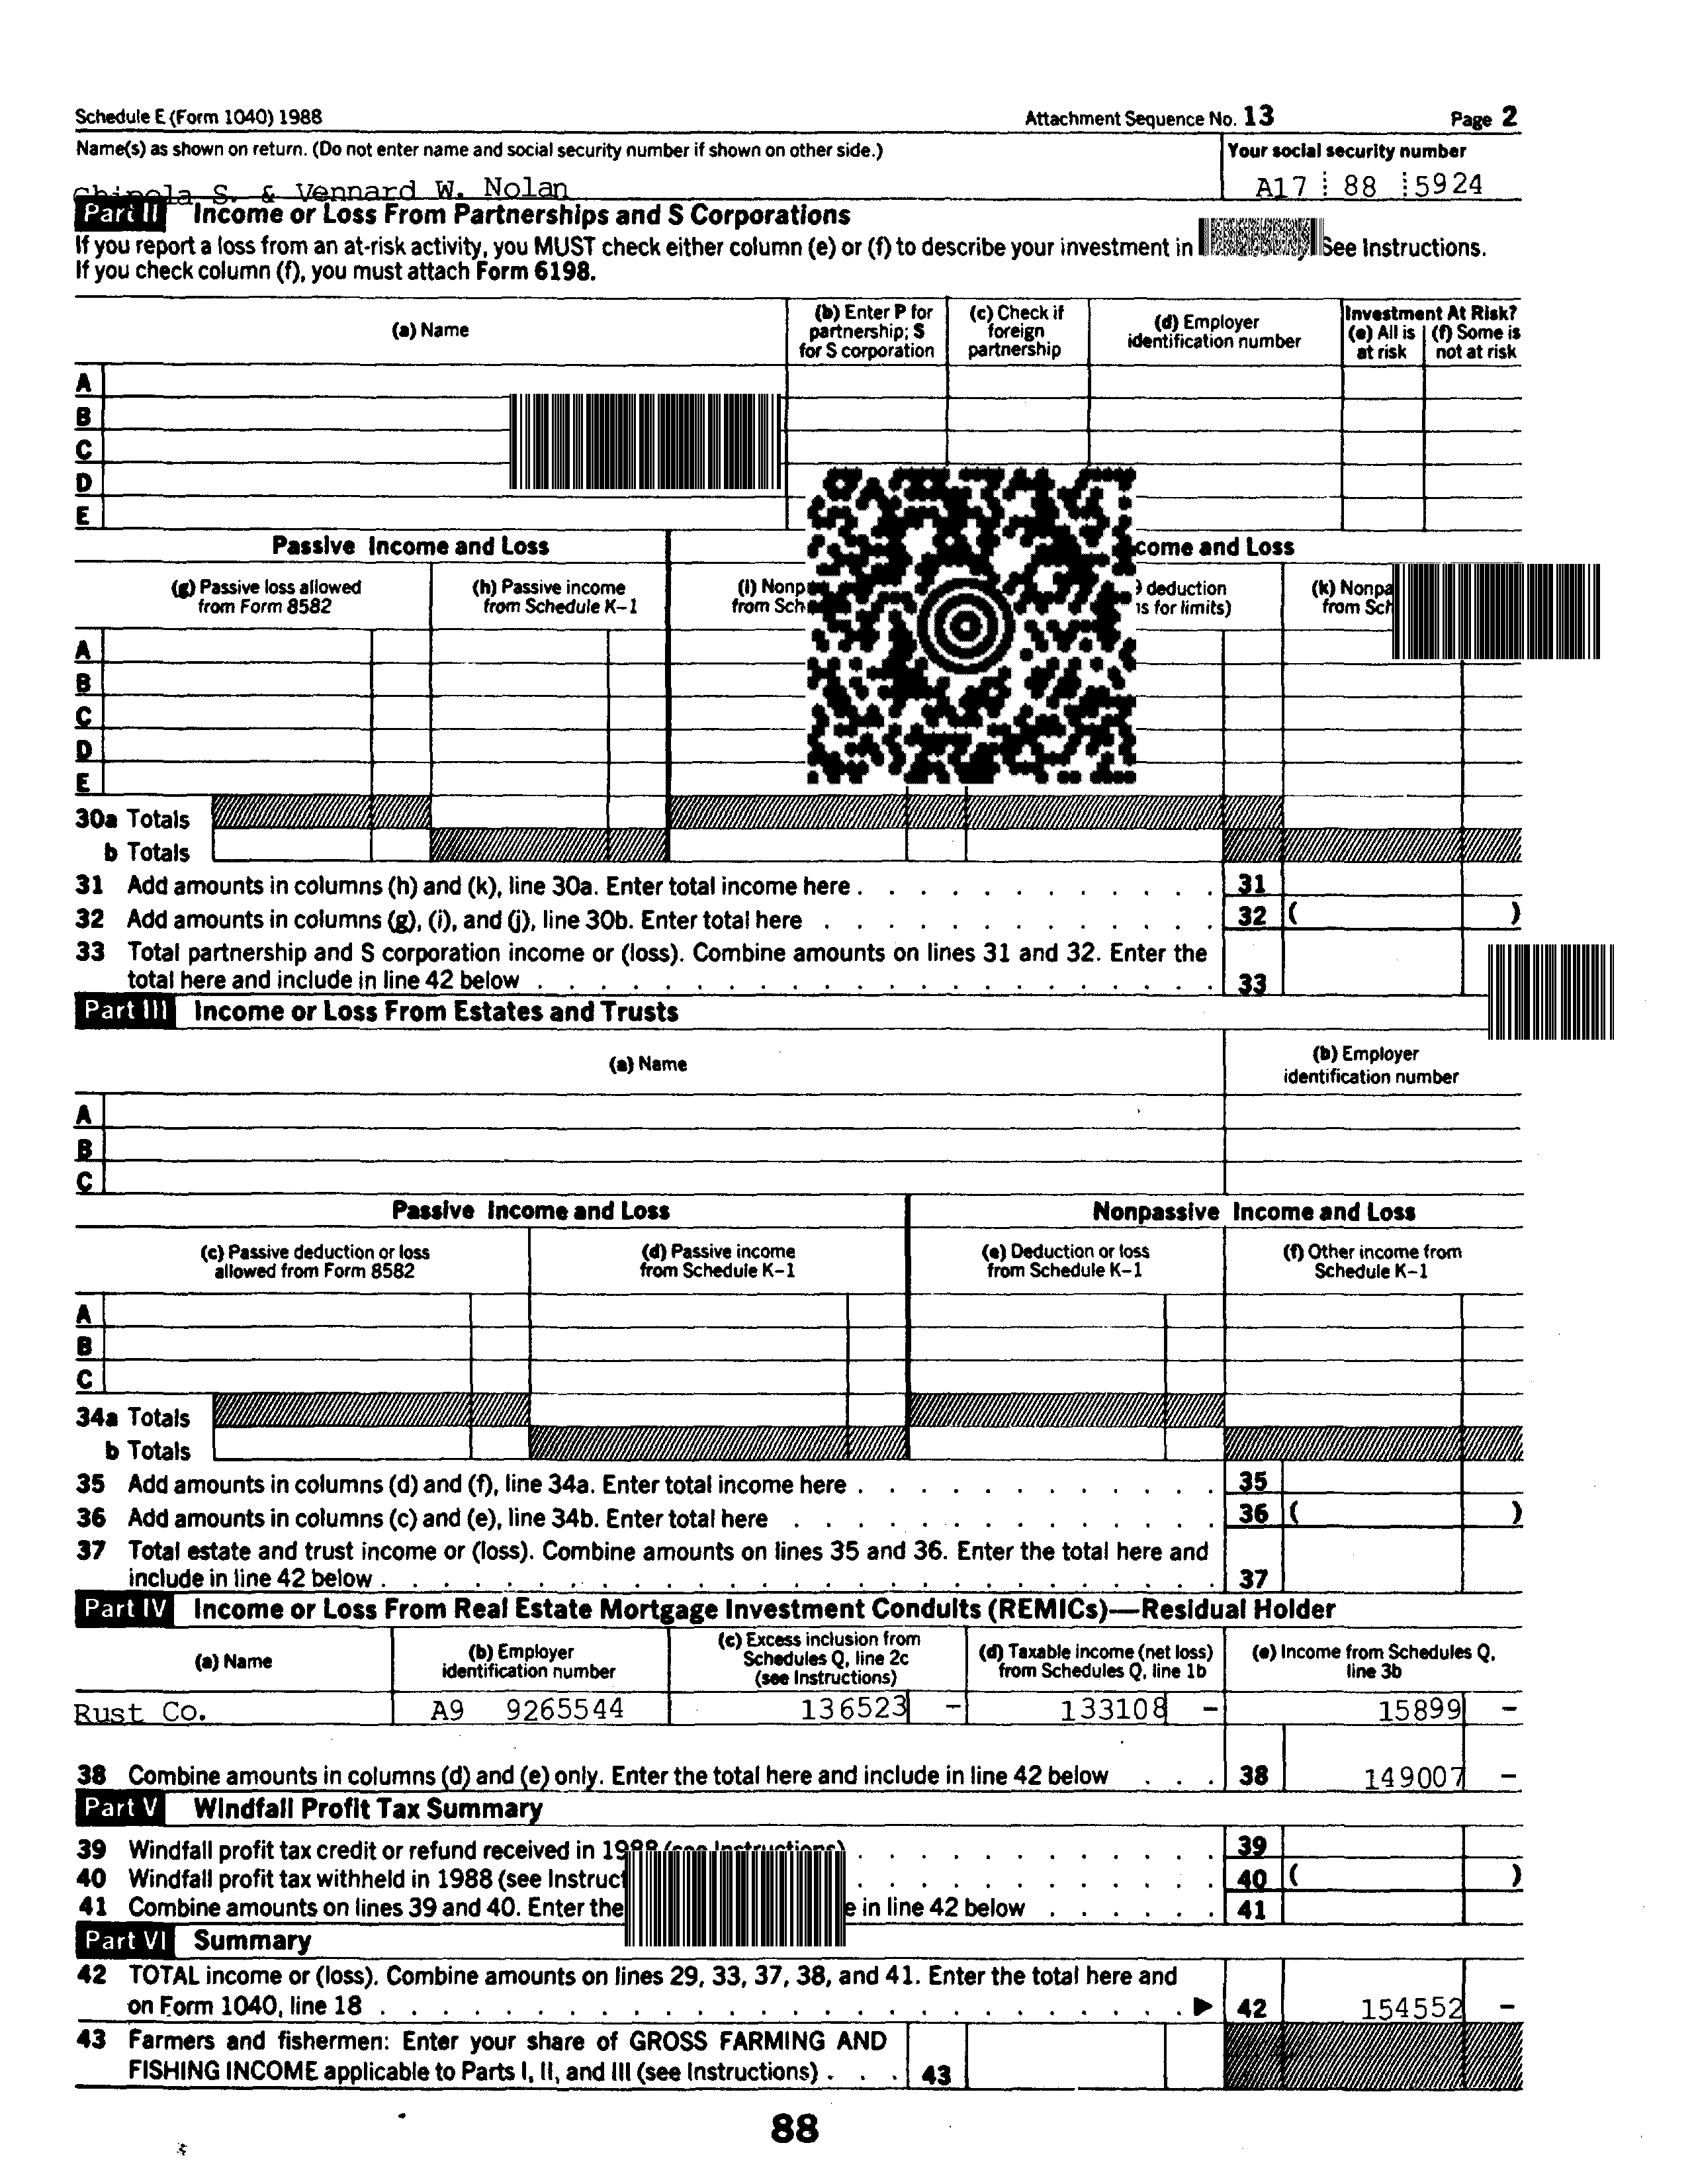 Schedule E (Form 1040) 1988 Attachment Sequence No. 13 Page 2
Name(s) as shown on return. (Do not enter name and social security number if shown on other side.) Your social security number
S. & Vennard W. Nolan A17 88 5924
Part II Income or Loss From Partnerships and S Corporations
If you report a loss from an at-risk activity, you MUST check either column (e) or (f) to describe your investment in See Instructions.
If you check column (f), you must attach Form 6198.
(a) Name
(b) Enter P for partnership; S for S corporation
(c) Check if foreign partnership
(d) Employer identification number
Investment At Risk?
(e) All is at risk
(f) Some is not at risk
A
B
C
D
E
Passive Income and Loss come and Loss
(g) Passive loss allowed from Form 8582
(h) Passive income from Schedule K–1
(i) Nonp
from Sch
deduction
s for limits)
(k) Nonpa
from Sch
A
B
C
D
E
30a Totals
b Totals
31 Add amounts in columns (h) and (k), line 30a. Enter total income here . 31
32 Add amounts in columns (g), (i), and (j), line 30b. Enter total here . 32 ( )
33 Total partnership and S corporation income or (loss). Combine amounts on lines 31 and 32. Enter the
total here and include in line 42 below . 33
Part III Income or Loss From Estates and Trusts
(a) Name
(b) Employer identification number
A
B
C
Passive Income and Loss Nonpassive Income and Loss
(c) Passive deduction or loss allowed from Form 8582
(d) Passive income from Schedule K–1
(e) Deduction or loss from Schedule K–1
(f) Other income from Schedule K–1
A
B
C
34a Totals
b Totals
35 Add amounts in columns (d) and (f), line 34a. Enter total income here . 35
36 Add amounts in columns (c) and (e), line 34b. Enter total here . 36 ( )
37 Total estate and trust income or (loss). Combine amounts on lines 35 and 36. Enter the total here and
include in line 42 below . 37
Part IV Income or Loss From Real Estate Mortgage Investment Conduits (REMICs)—Residual Holder
(a) Name
(b) Employer identification number
(c) Excess inclusion from Schedules Q, line 2c (see Instructions)
(d) Taxable income (net loss) from Schedules Q, line 1b
(e) Income from Schedules Q, line 3b
Rust Co. A9 9265544 136523 – 133108 – 15899 –
38 Combine amounts in columns (d) and (e) only. Enter the total here and include in line 42 below . . . 38 149007 –
Part V Windfall Profit Tax Summary
39 Windfall profit tax credit or refund received in 1988 (see Instructions) . 39
40 Windfall profit tax withheld in 1988 (see Instruct . 40 ( )
41 Combine amounts on lines 39 and 40. Enter the e in line 42 below . 41
Part VI Summary
42 TOTAL income or (loss). Combine amounts on lines 29, 33, 37, 38, and 41. Enter the total here and
on Form 1040, line 18 . ▶ 42 154552 –
43 Farmers and fishermen: Enter your share of GROSS FARMING AND
FISHING INCOME applicable to Parts I, II, and III (see Instructions) . . . 43
88